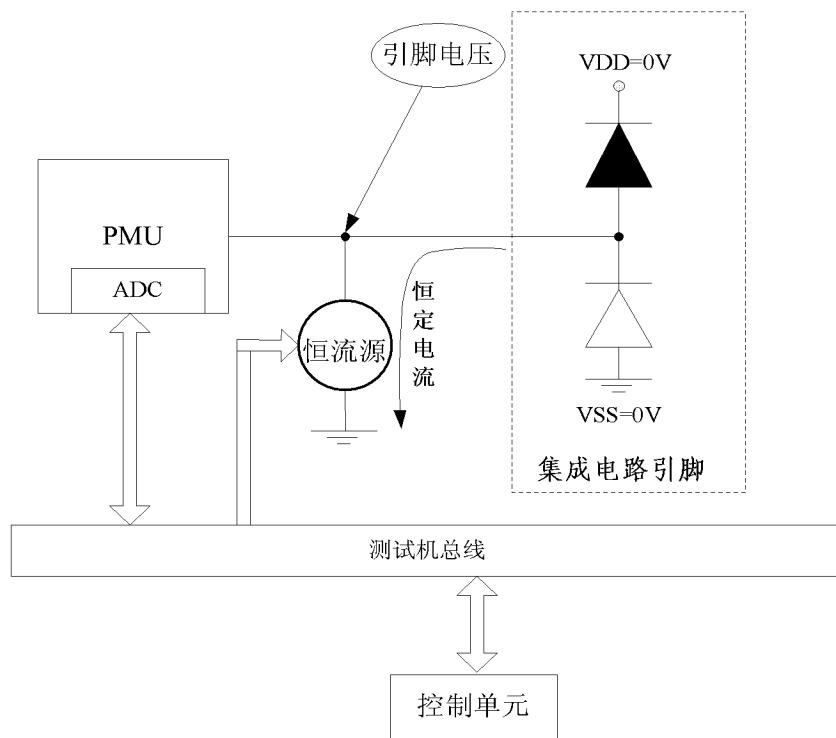 引脚电压
VDD=0V
PMU
ADC
恒流源
恒定电流
VSS=0V
集成电路引脚
测试机总线
控制单元